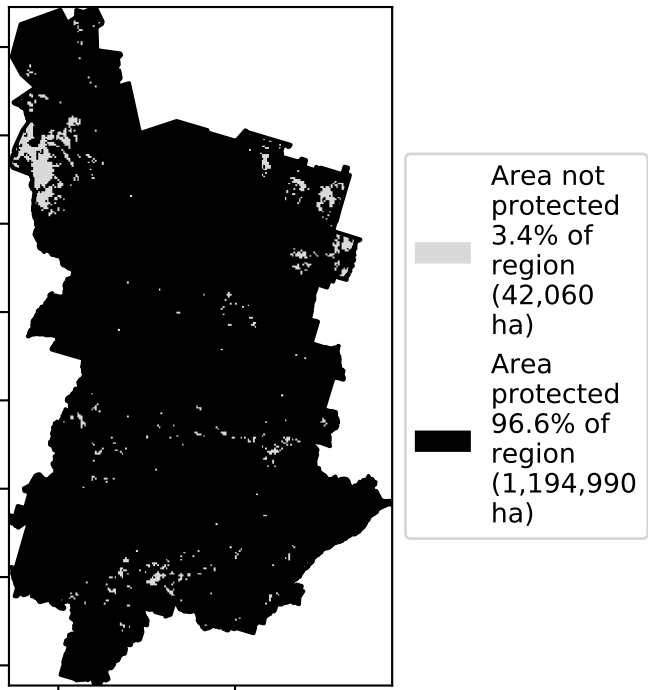 Area not
protected
3.4% of
region
(42,060
ha)
Area
protected
96.6% of
region
(1,194,990
ha)